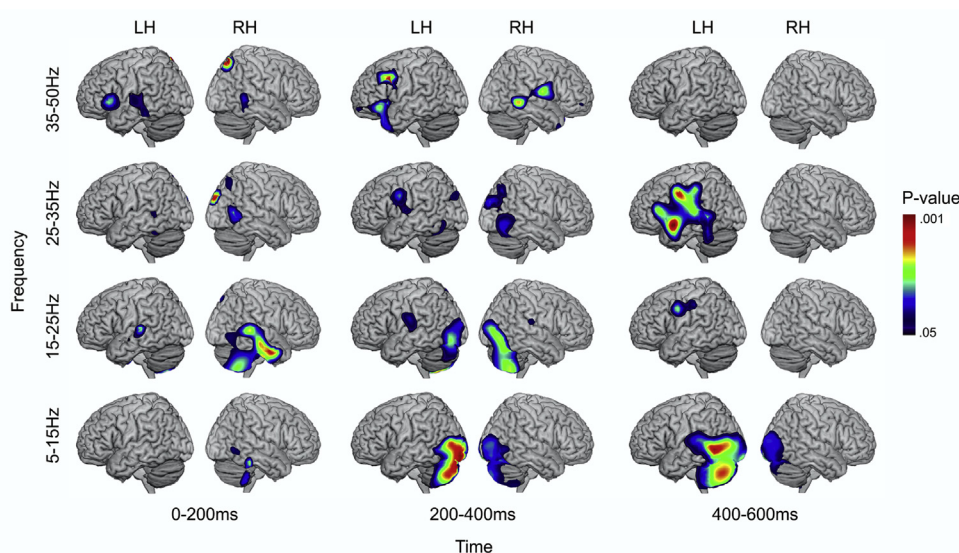 LH RH LH RH LH RH
35-50Hz
25-35Hz
15-25Hz
5-15Hz
Frequency
P-value
.001
.05
0-200ms 200-400ms 400-600ms
Time